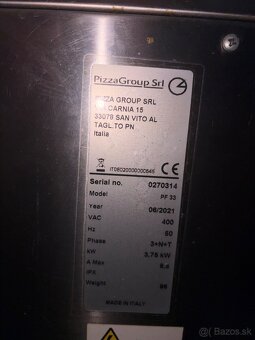 PizzaGroup Srl
PIZZA GROUP SRL
CARNIA 15
33078 SAN VITO AL
TAGL.TO PN
Italia
CE
Serial no. 0270314
Model PF 33
Year 06/2021
VAC 400
Hz 50
Phase 3+N+T
kW 3,75 kW
A Max
IPX
Weight 96
MADE IN ITALY
bazos.sk